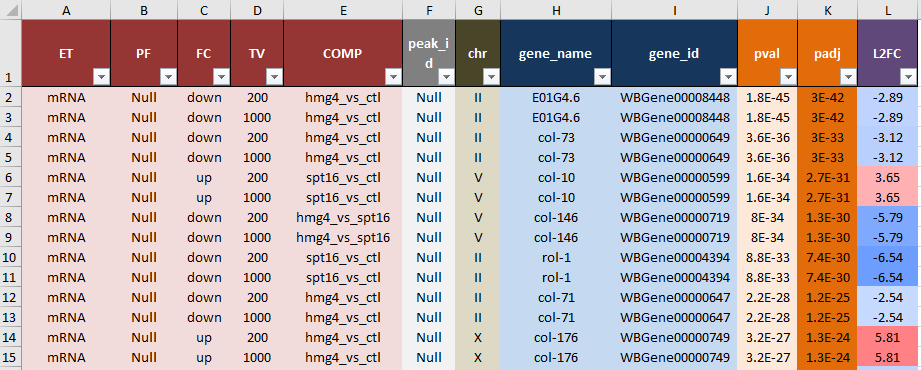 A B C D E F G H I J K L
1 ET PF FC TV COMP peak_id chr gene_name gene_id pval padj L2FC
2 mRNA Null down 200 hmg4_vs_ctl Null II E01G4.6 WBGene00008448 1.8E-45 3E-42 -2.89
3 mRNA Null down 1000 hmg4_vs_ctl Null II E01G4.6 WBGene00008448 1.8E-45 3E-42 -2.89
4 mRNA Null down 200 hmg4_vs_ctl Null II col-73 WBGene00000649 3.6E-36 3E-33 -3.12
5 mRNA Null down 1000 hmg4_vs_ctl Null II col-73 WBGene00000649 3.6E-36 3E-33 -3.12
6 mRNA Null up 200 spt16_vs_ctl Null V col-10 WBGene00000599 1.6E-34 2.7E-31 3.65
7 mRNA Null up 1000 spt16_vs_ctl Null V col-10 WBGene00000599 1.6E-34 2.7E-31 3.65
8 mRNA Null down 200 hmg4_vs_spt16 Null V col-146 WBGene00000719 8E-34 1.3E-30 -5.79
9 mRNA Null down 1000 hmg4_vs_spt16 Null V col-146 WBGene00000719 8E-34 1.3E-30 -5.79
10 mRNA Null down 200 spt16_vs_ctl Null II rol-1 WBGene00004394 8.8E-33 7.4E-30 -6.54
11 mRNA Null down 1000 spt16_vs_ctl Null II rol-1 WBGene00004394 8.8E-33 7.4E-30 -6.54
12 mRNA Null down 200 hmg4_vs_ctl Null II col-71 WBGene00000647 2.2E-28 1.2E-25 -2.54
13 mRNA Null down 1000 hmg4_vs_ctl Null II col-71 WBGene00000647 2.2E-28 1.2E-25 -2.54
14 mRNA Null up 200 hmg4_vs_ctl Null X col-176 WBGene00000749 3.2E-27 1.3E-24 5.81
15 mRNA Null up 1000 hmg4_vs_ctl Null X col-176 WBGene00000749 3.2E-27 1.3E-24 5.81